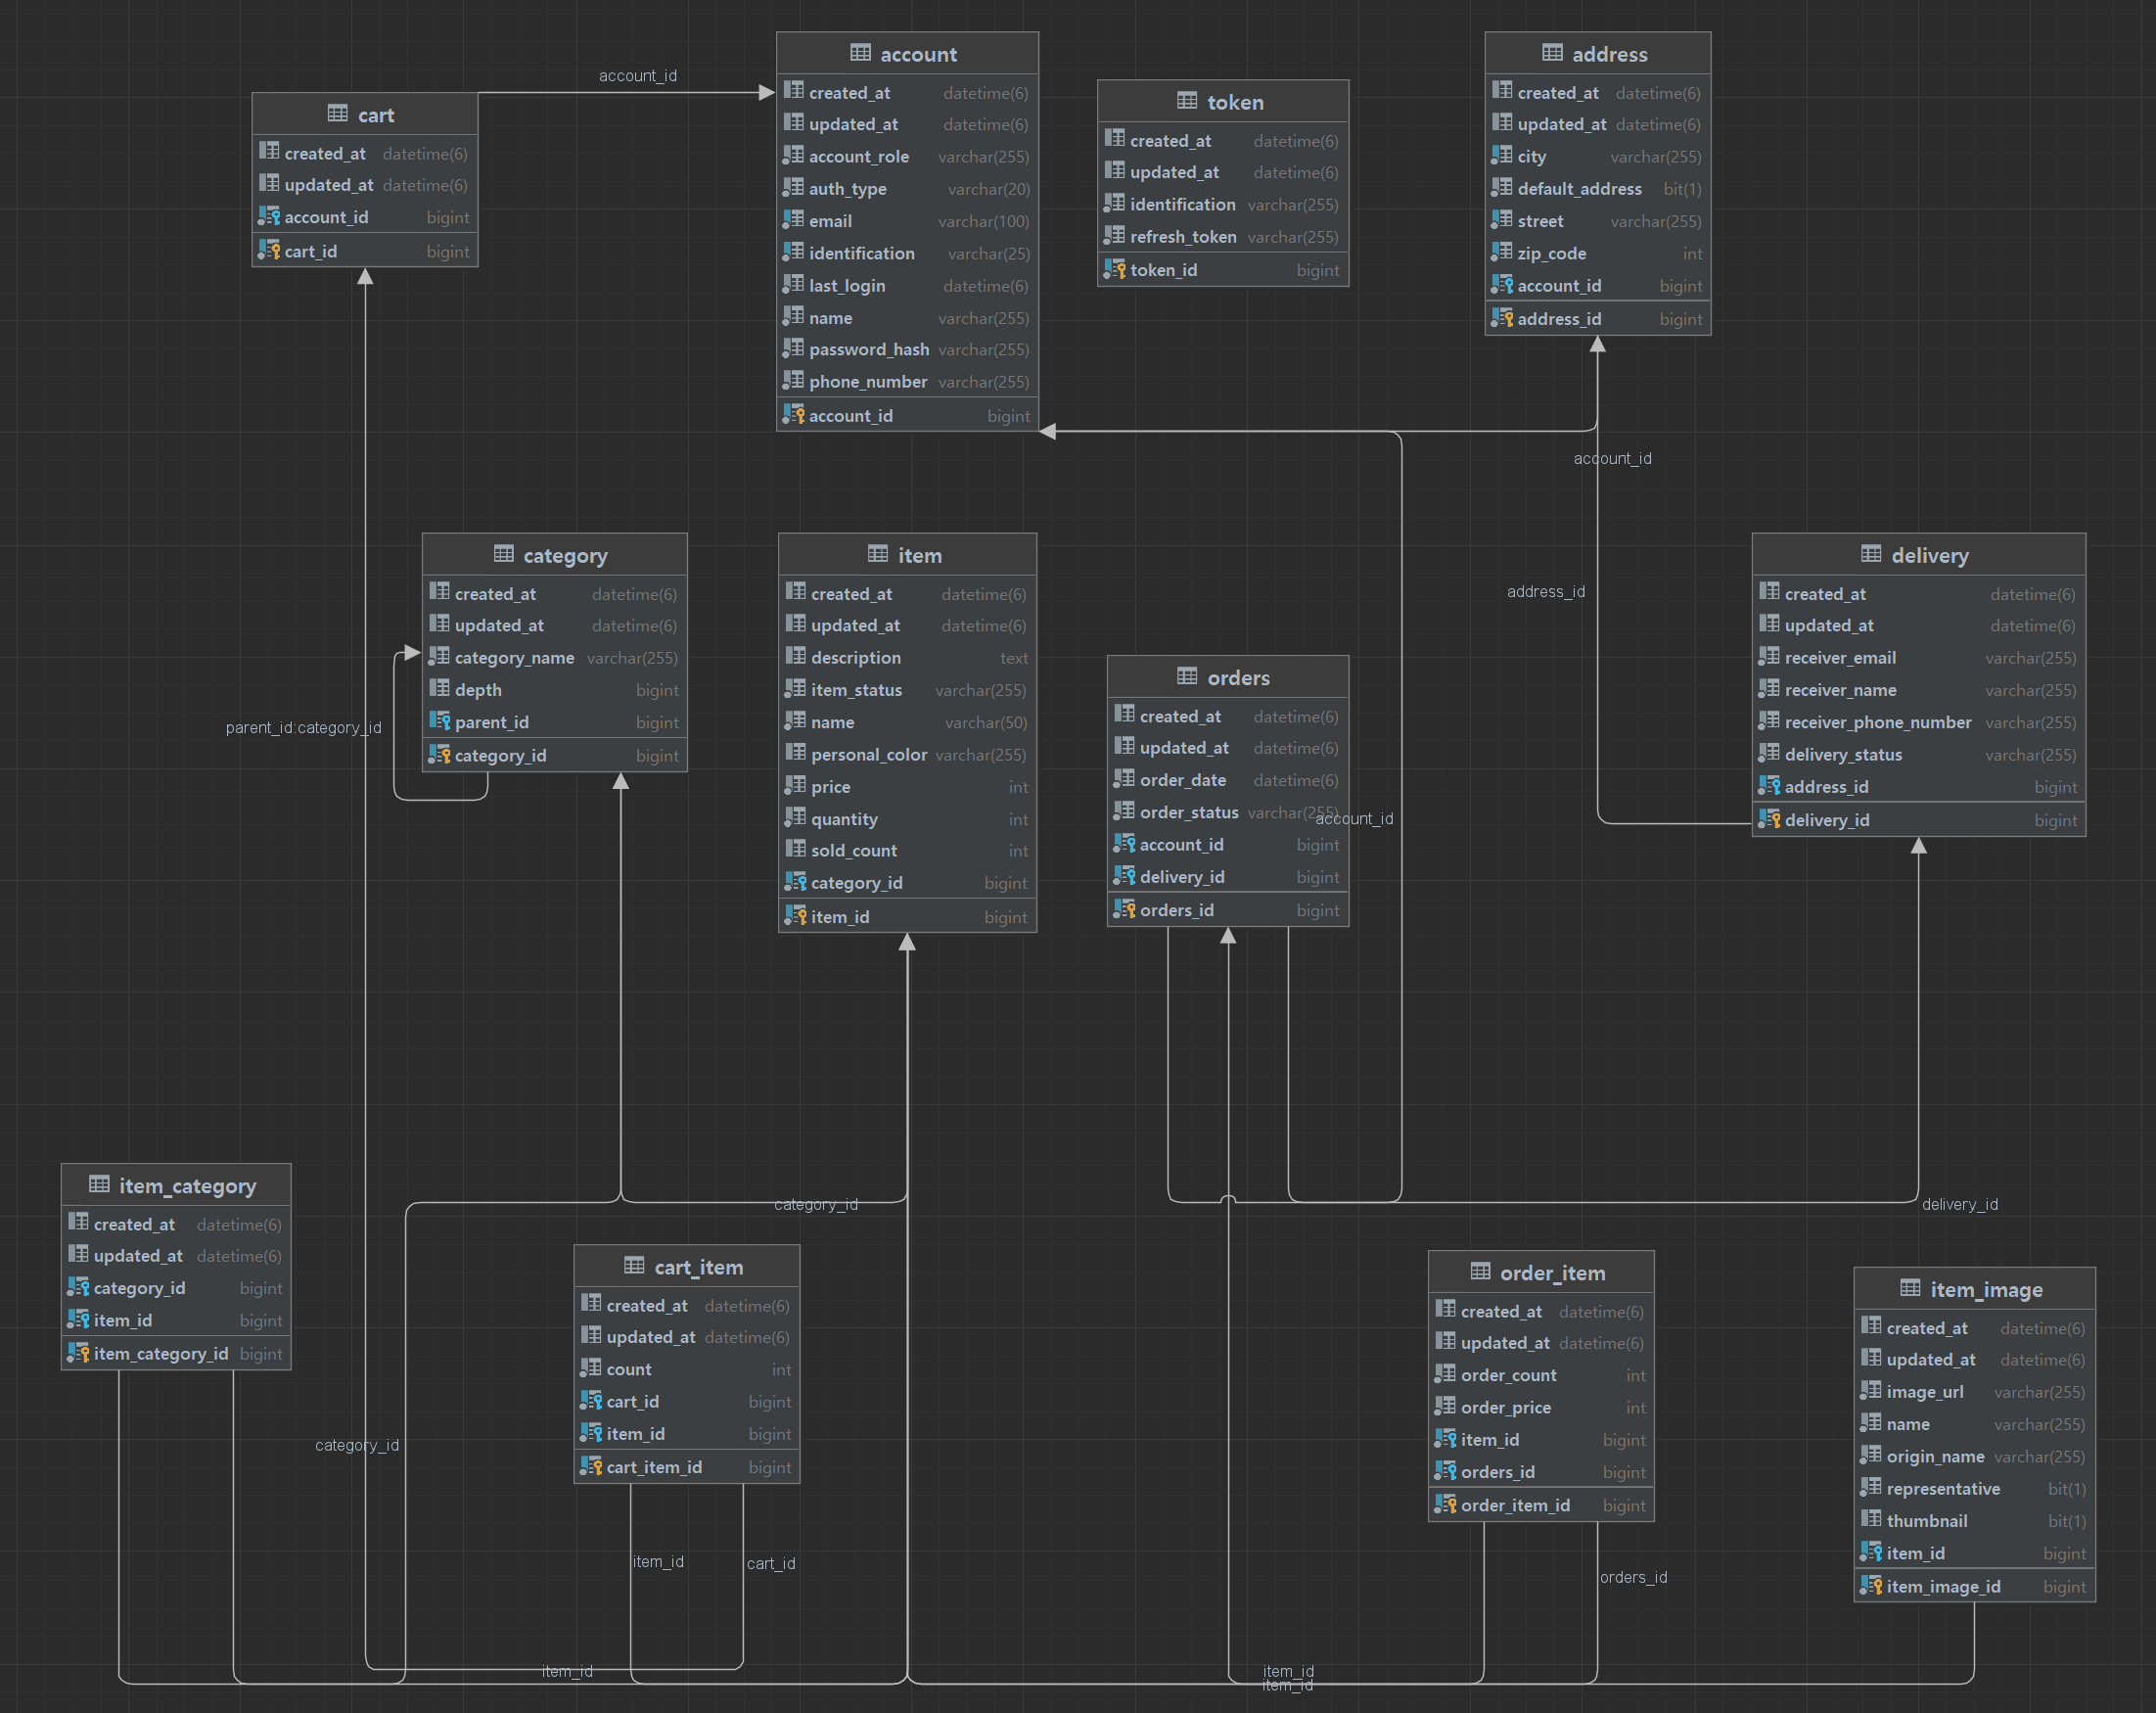 account
created_at datetime(6)
updated_at datetime(6)
account_role varchar(255)
auth_type varchar(20)
email varchar(100)
identification varchar(25)
last_login datetime(6)
name varchar(255)
password_hash varchar(255)
phone_number varchar(255)
account_id bigint
address
created_at datetime(6)
updated_at datetime(6)
city varchar(255)
default_address bit(1)
street varchar(255)
zip_code int
account_id bigint
address_id bigint
account_id
cart
created_at datetime(6)
updated_at datetime(6)
account_id bigint
cart_id bigint
token
created_at datetime(6)
updated_at datetime(6)
identification varchar(255)
refresh_token varchar(255)
token_id bigint
account_id
address_id
category
created_at datetime(6)
updated_at datetime(6)
category_name varchar(255)
depth bigint
parent_id bigint
category_id bigint
parent_id:category_id
item
created_at datetime(6)
updated_at datetime(6)
description text
item_status varchar(255)
name varchar(50)
personal_color varchar(255)
price int
quantity int
sold_count int
category_id bigint
item_id bigint
orders
created_at datetime(6)
updated_at datetime(6)
order_date datetime(6)
order_status varchar(255)
account_id bigint
delivery_id bigint
orders_id bigint
account_id
delivery
created_at datetime(6)
updated_at datetime(6)
receiver_email varchar(255)
receiver_name varchar(255)
receiver_phone_number varchar(255)
delivery_status varchar(255)
address_id bigint
delivery_id bigint
category_id
delivery_id
item_category
created_at datetime(6)
updated_at datetime(6)
category_id bigint
item_id bigint
item_category_id bigint
category_id
cart_item
created_at datetime(6)
updated_at datetime(6)
count int
cart_id bigint
item_id bigint
cart_item_id bigint
item_id
cart_id
order_item
created_at datetime(6)
updated_at datetime(6)
order_count int
order_price int
item_id bigint
orders_id bigint
order_item_id bigint
orders_id
item_image
created_at datetime(6)
updated_at datetime(6)
image_url varchar(255)
name varchar(255)
origin_name varchar(255)
representative bit(1)
thumbnail bit(1)
item_id bigint
item_image_id bigint
item_id
item_id
item_id